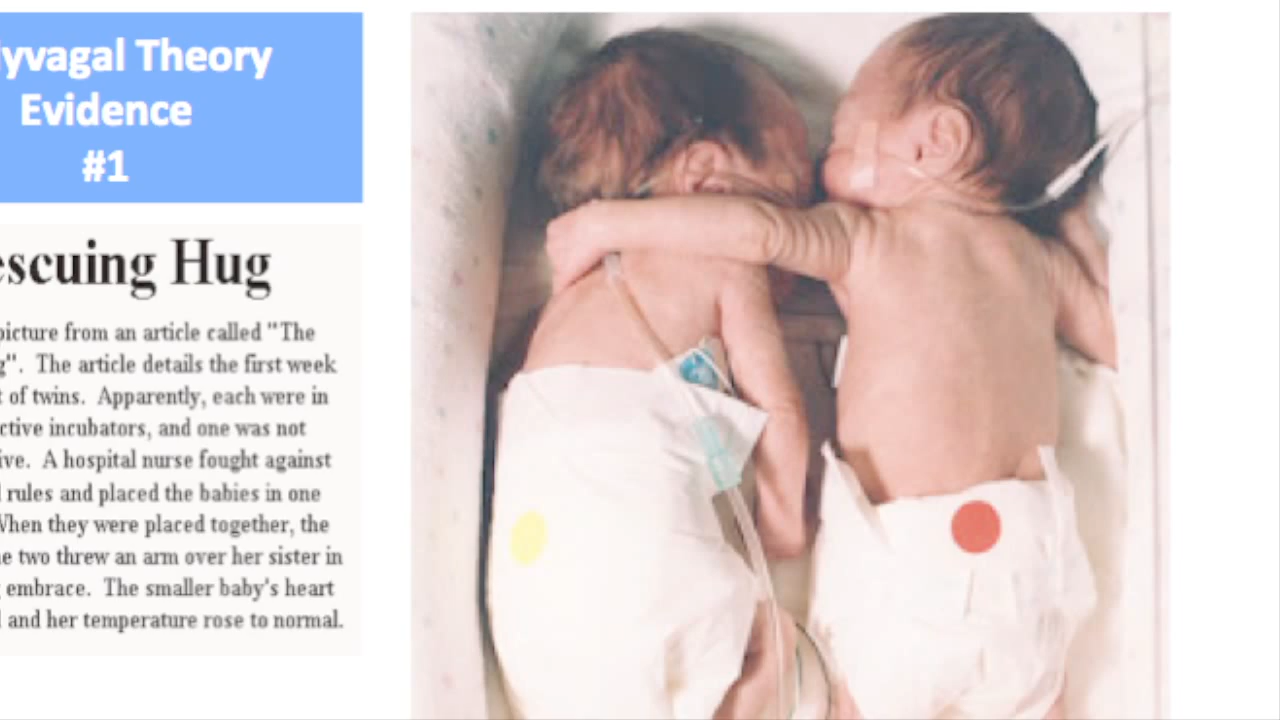 lyvagal Theory
Evidence
#1
escuing Hug
picture from an article called "The
g". The article details the first week
t of twins. Apparently, each were in
ctive incubators, and one was not
ive. A hospital nurse fought against
l rules and placed the babies in one
When they were placed together, the
e two threw an arm over her sister in
g embrace. The smaller baby's heart
l and her temperature rose to normal.